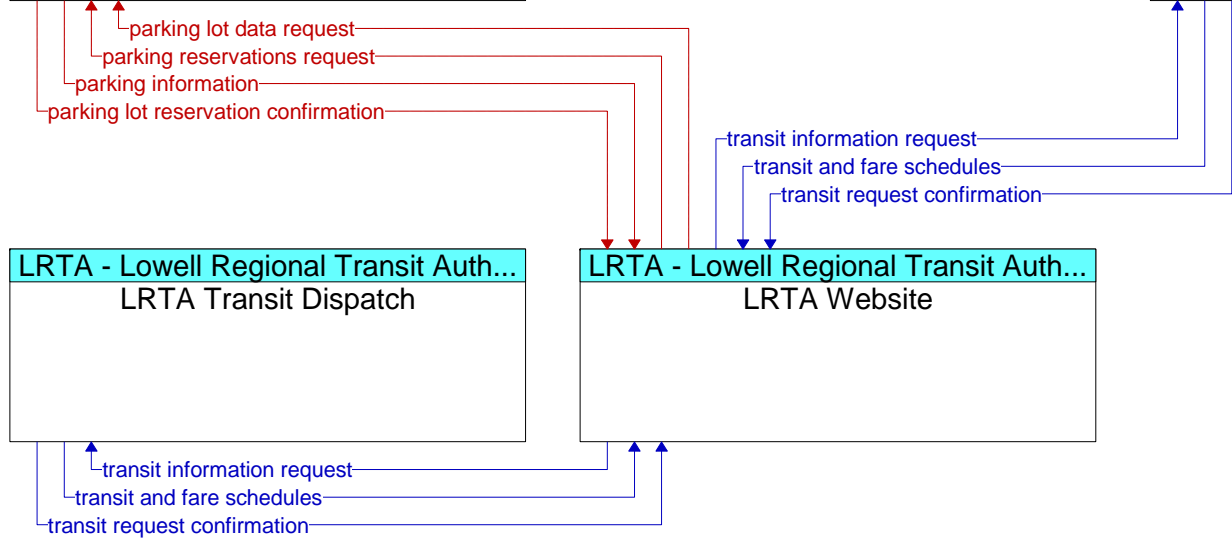 parking lot data request
parking reservations request
parking information
parking lot reservation confirmation
transit information request
transit and fare schedules
transit request confirmation
LRTA - Lowell Regional Transit Auth...
LRTA Transit Dispatch
LRTA - Lowell Regional Transit Auth...
LRTA Website
transit information request
transit and fare schedules
transit request confirmation